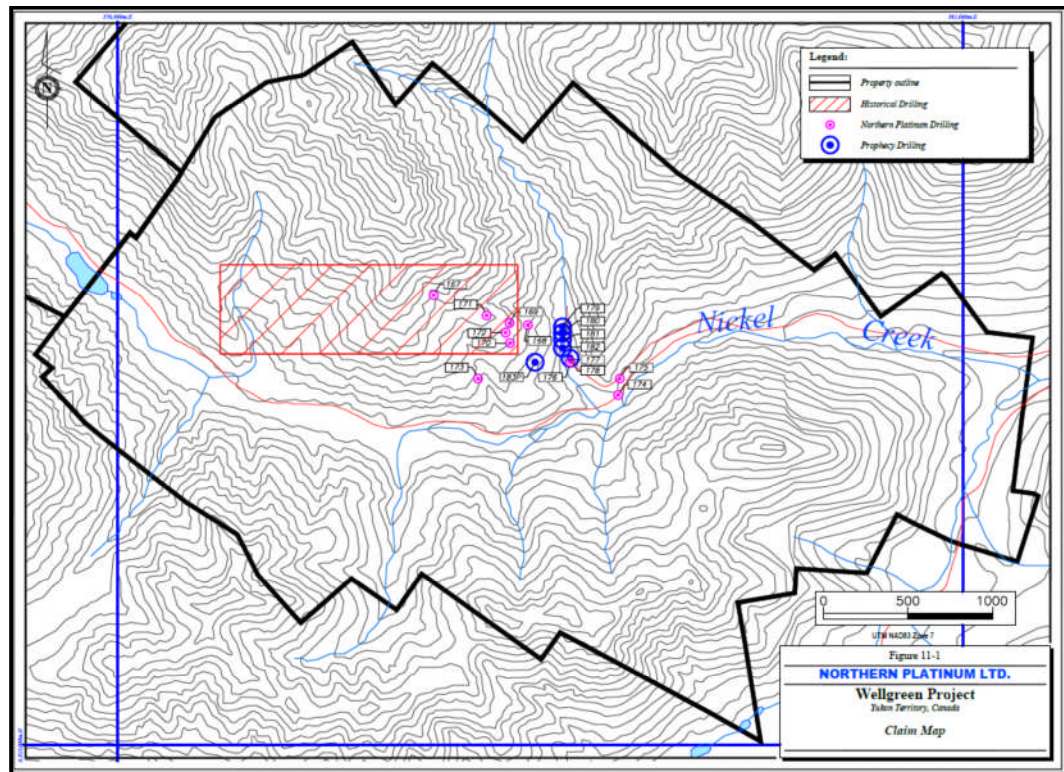 Legend:
Property outline
Historical Drilling
Northern Platinum Drilling
Prophecy Drilling
N
167
171
169
179
180
181
172
168
170
182
177
173
183
176
178
175
174
Nickel
Creek
0 500 1000
UTM NAD83 Zone 7
Figure 11-1
NORTHERN PLATINUM LTD.
Wellgreen Project
Yukon Territory, Canada
Claim Map